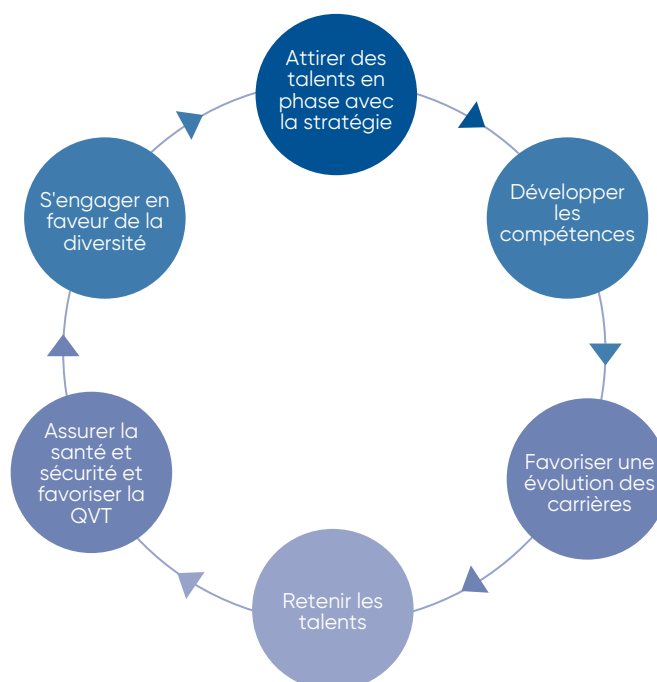 Attirer des
talents en
phase avec
la stratégie
Développer
les
compétences
Favoriser une
évolution des
carrières
Retenir les
talents
Assurer la
santé et
sécurité et
favoriser la
QVT
S'engager en
faveur de la
diversité